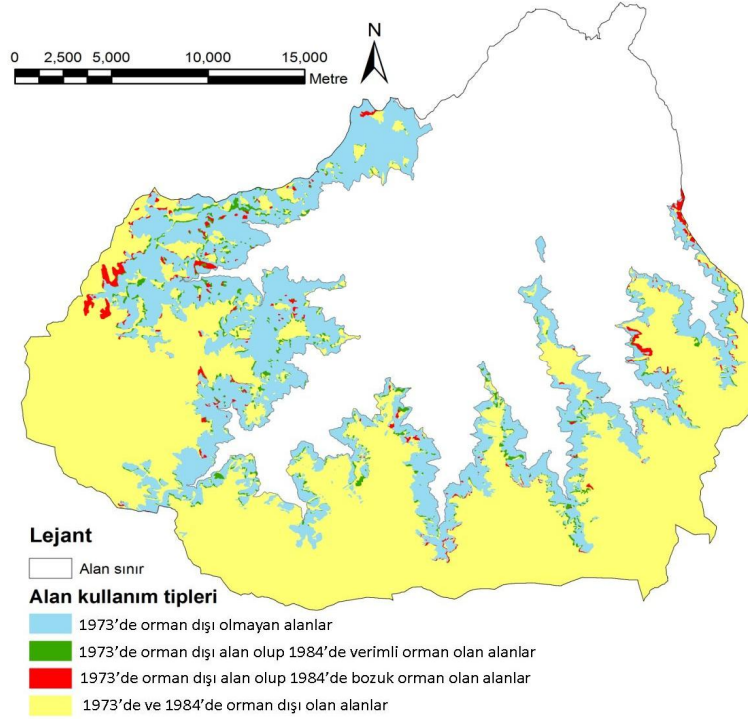 N
0 2,500 5,000 10,000 15,000
Metre
Lejant
Alan sınır
Alan kullanım tipleri
1973'de orman dışı olmayan alanlar
1973'de orman dışı alan olup 1984'de verimli orman olan alanlar
1973'de orman dışı alan olup 1984'de bozuk orman olan alanlar
1973'de ve 1984'de orman dışı olan alanlar